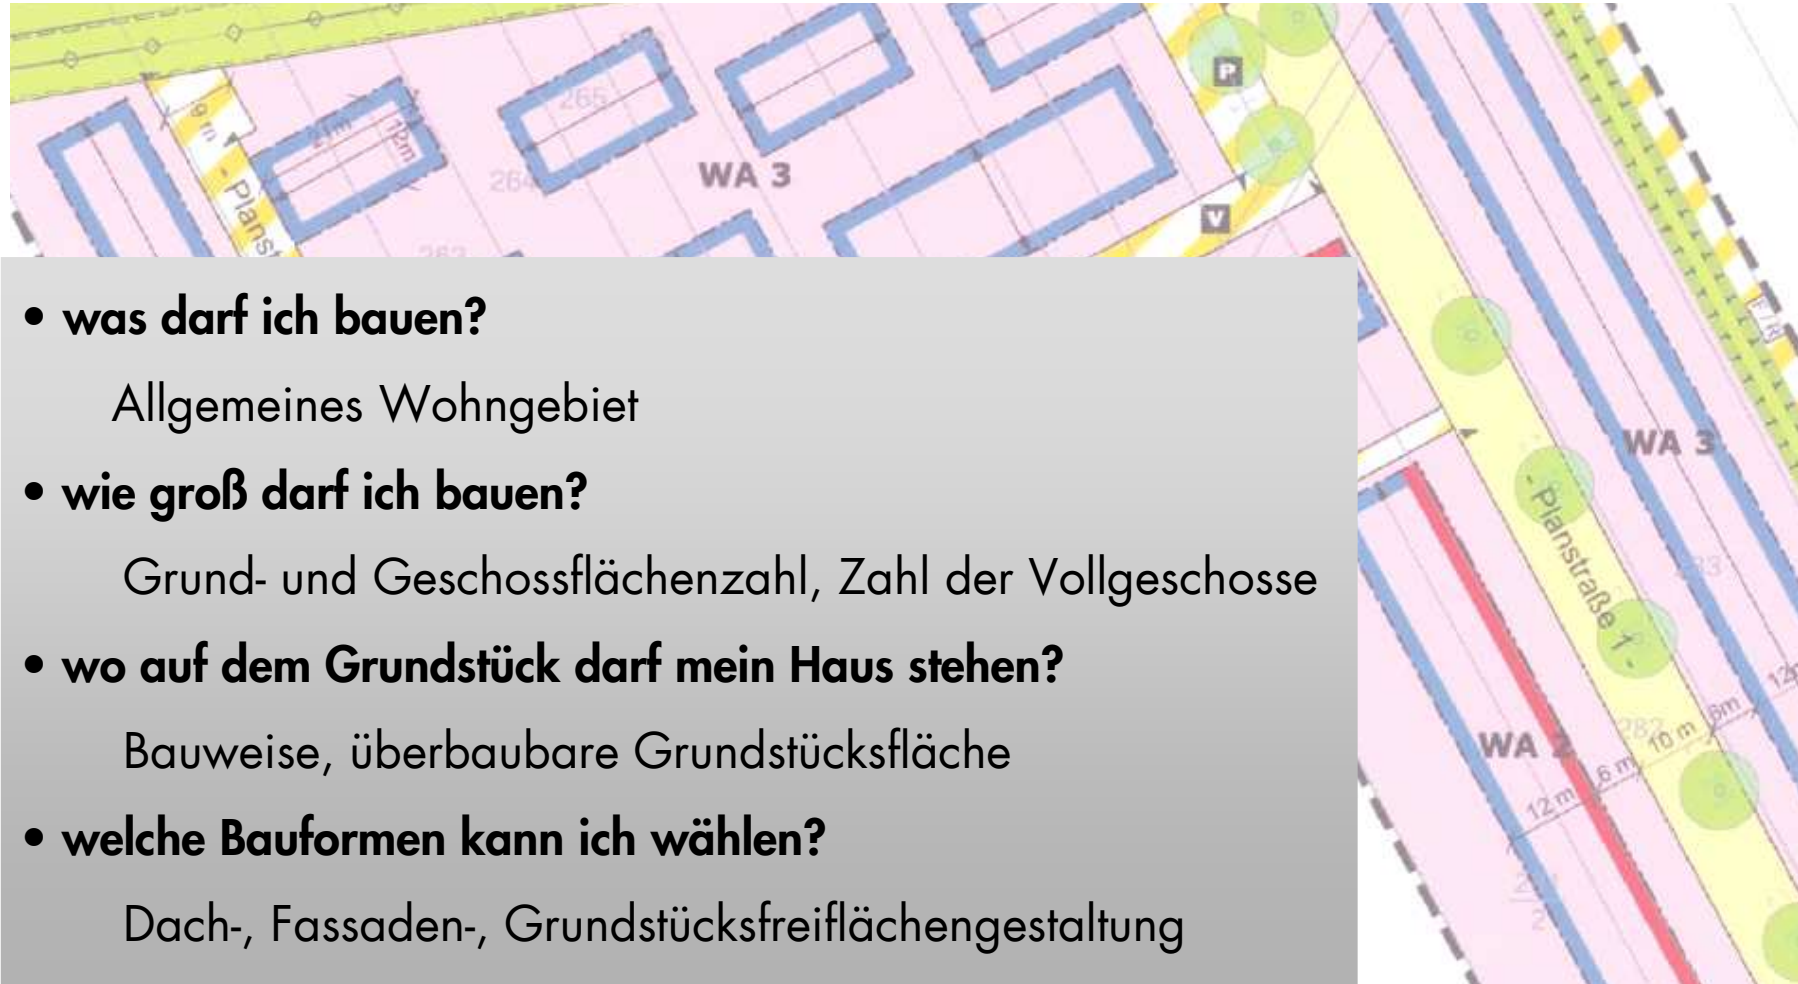 P
265
9 m
21m
12m
WA 3
264
- Planst
V
262
• was darf ich bauen?
Allgemeines Wohngebiet
• wie groß darf ich bauen?
Grund- und Geschossflächenzahl, Zahl der Vollgeschosse
• wo auf dem Grundstück darf mein Haus stehen?
Bauweise, überbaubare Grundstücksfläche
• welche Bauformen kann ich wählen?
Dach-, Fassaden-, Grundstücksfreiflächengestaltung
F/R
WA 3
- Planstraße 1 -
WA 2
12 m
6 m
10 m
6m